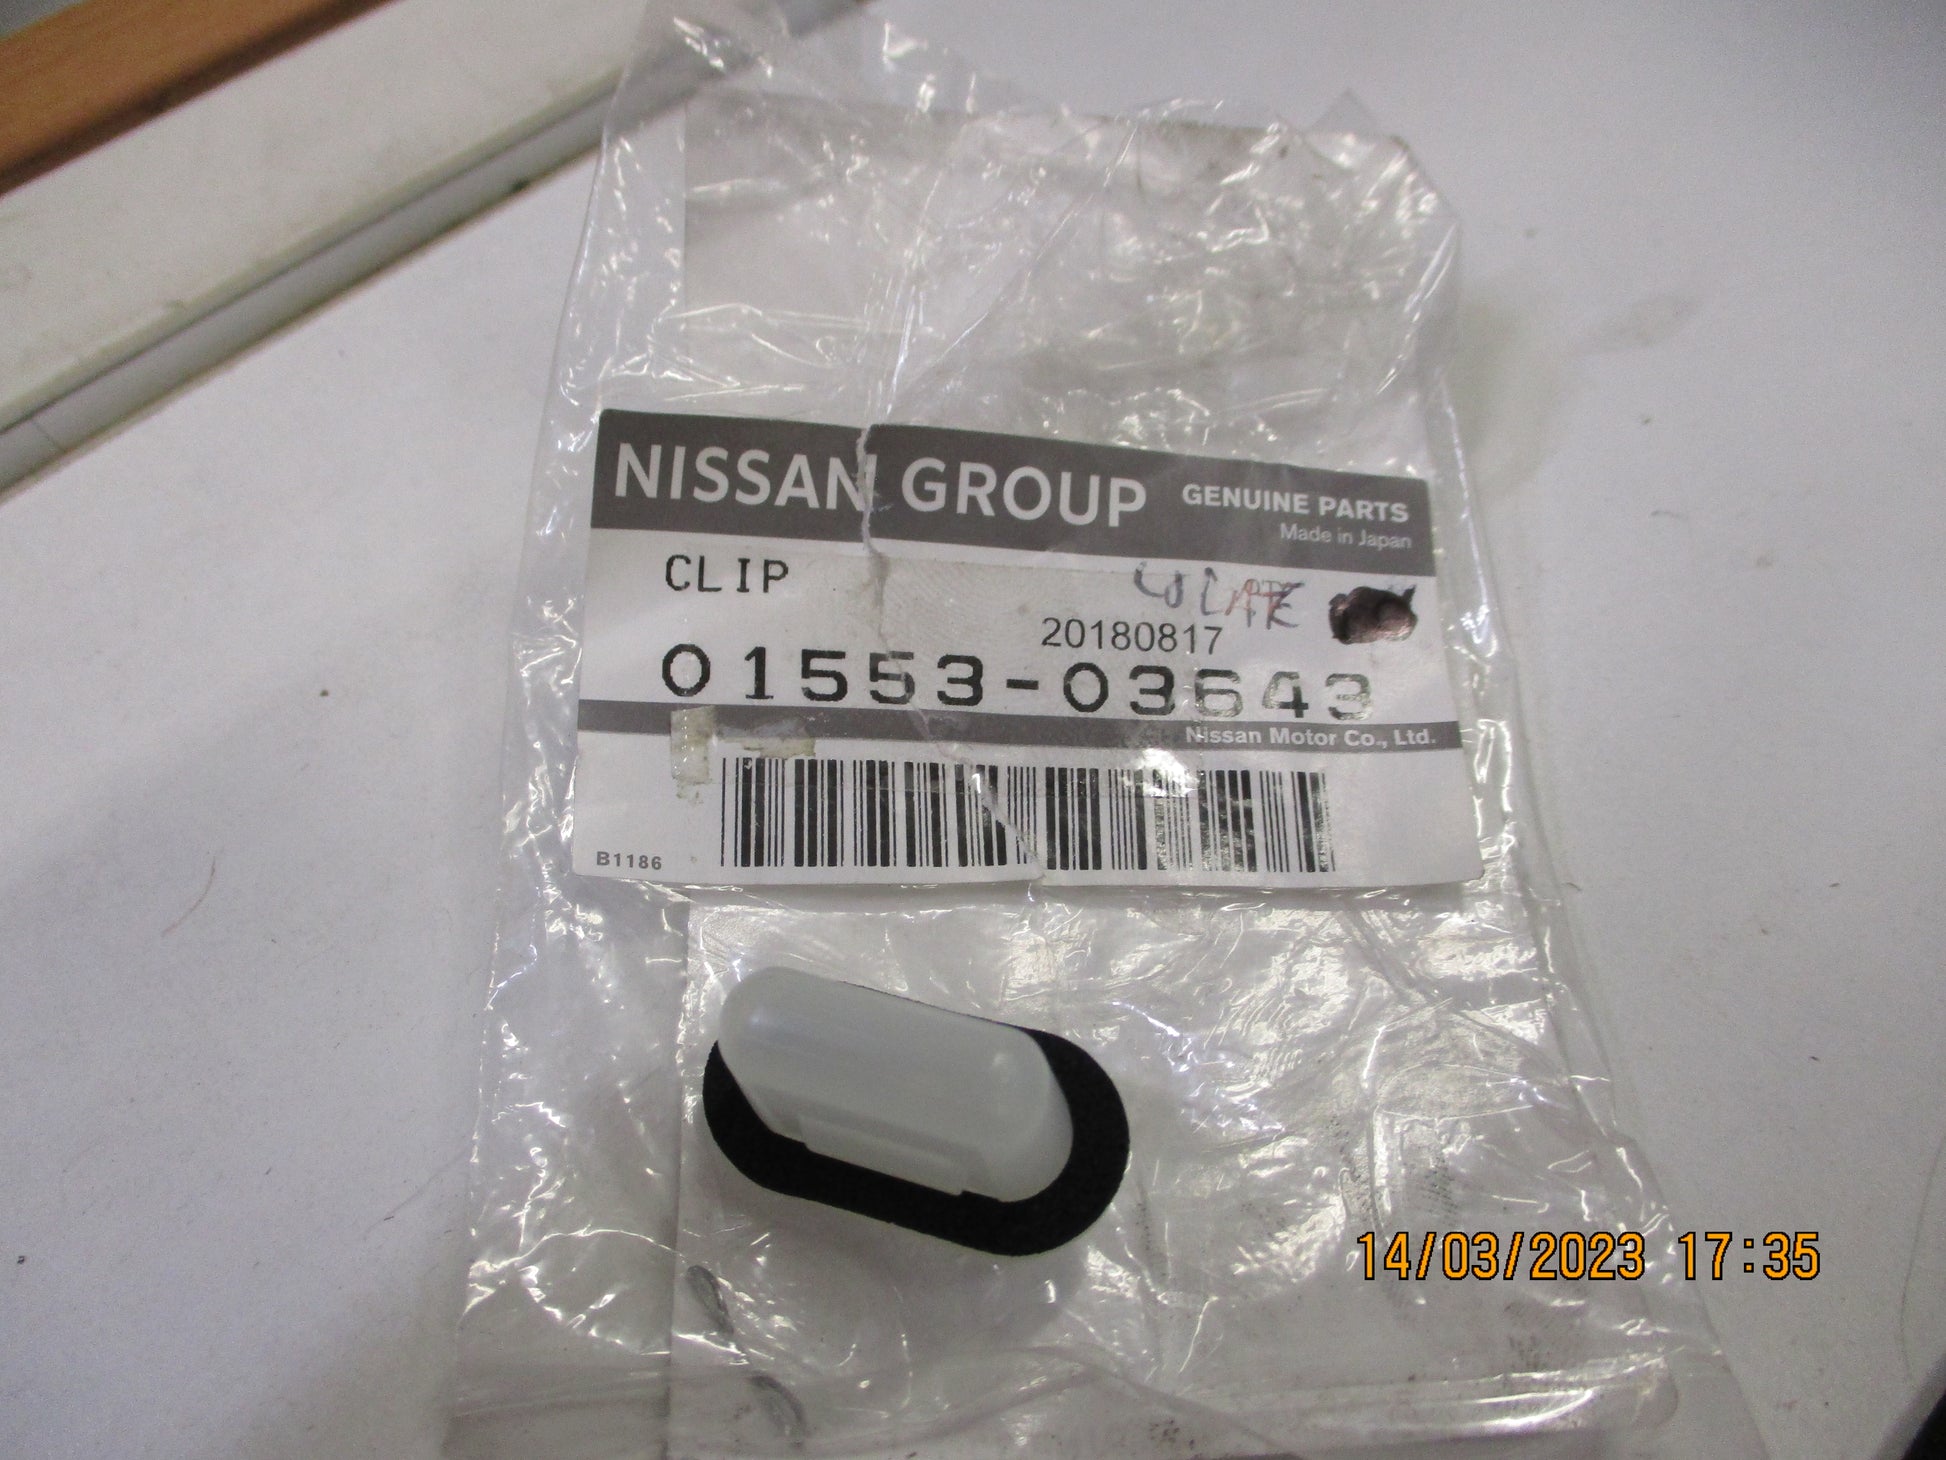 NISSAN GROUP GENUINE PARTS
Made in Japan
CLIP
20180817
01553-03643
Nissan Motor Co., Ltd.
B1186
14/03/2023 17:35